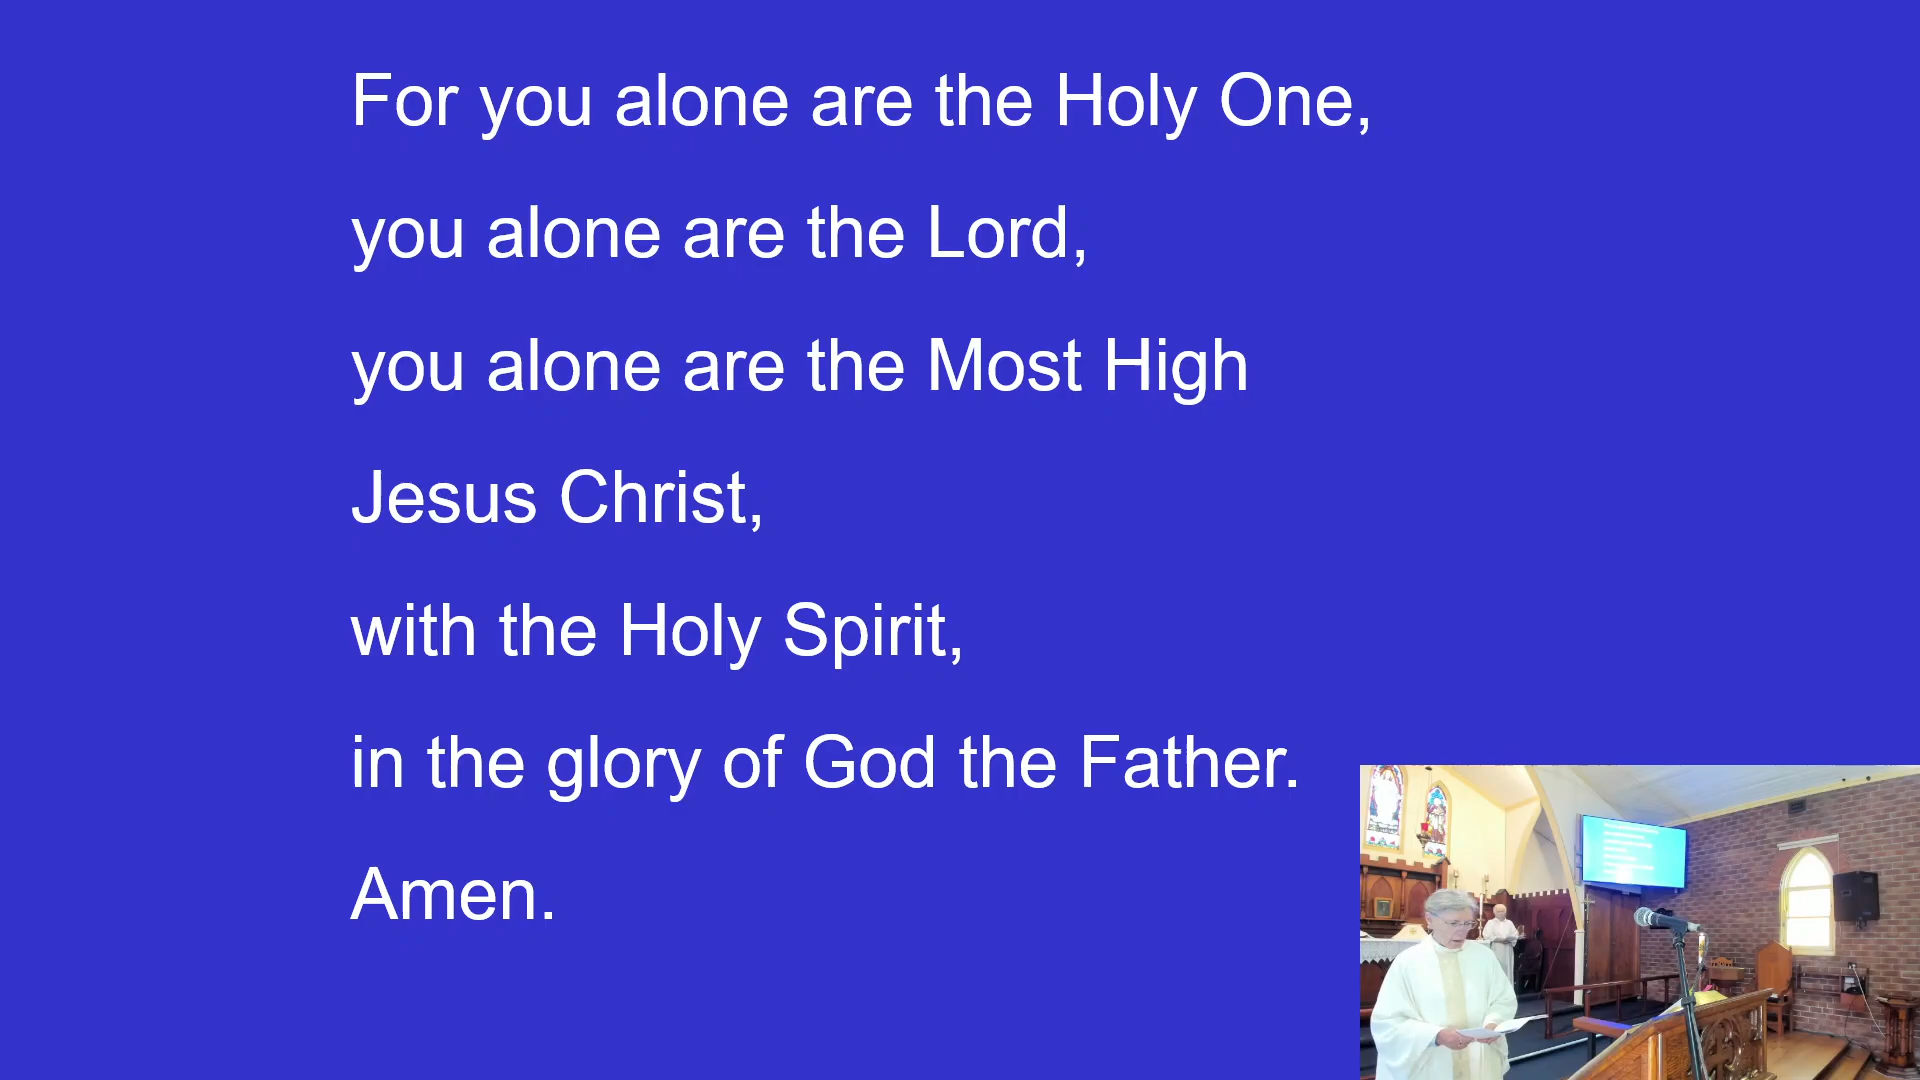 For you alone are the Holy One,
you alone are the Lord,
you alone are the Most High
Jesus Christ,
with the Holy Spirit,
in the glory of God the Father.
Amen.